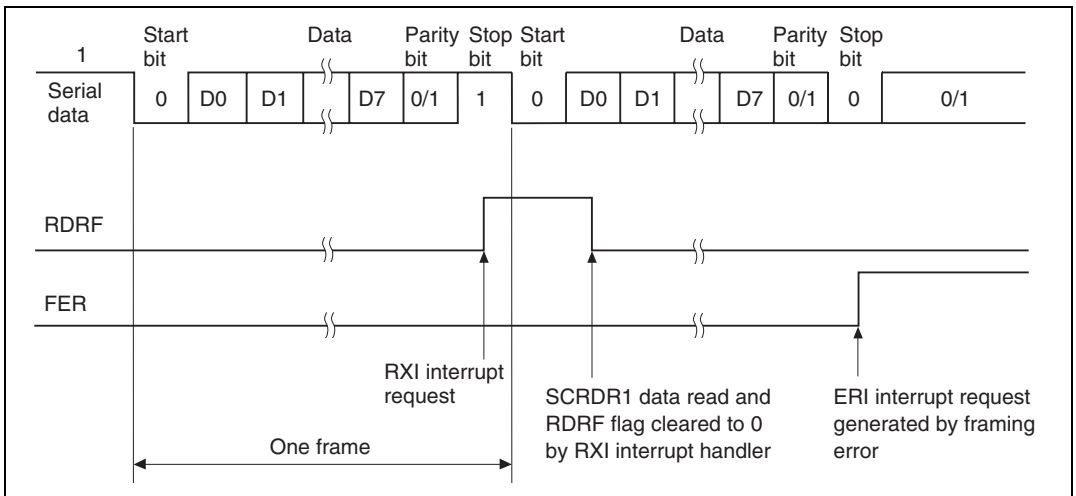 1
Start bit
Data
Parity bit
Stop bit
Start bit
Data
Parity bit
Stop bit
Serial data
0 D0 D1 D7 0/1 1 0 D0 D1 D7 0/1 0 0/1
RDRF
FER
RXI interrupt
request
SCRDR1 data read and
RDRF flag cleared to 0
by RXI interrupt handler
ERI interrupt request
generated by framing
error
One frame